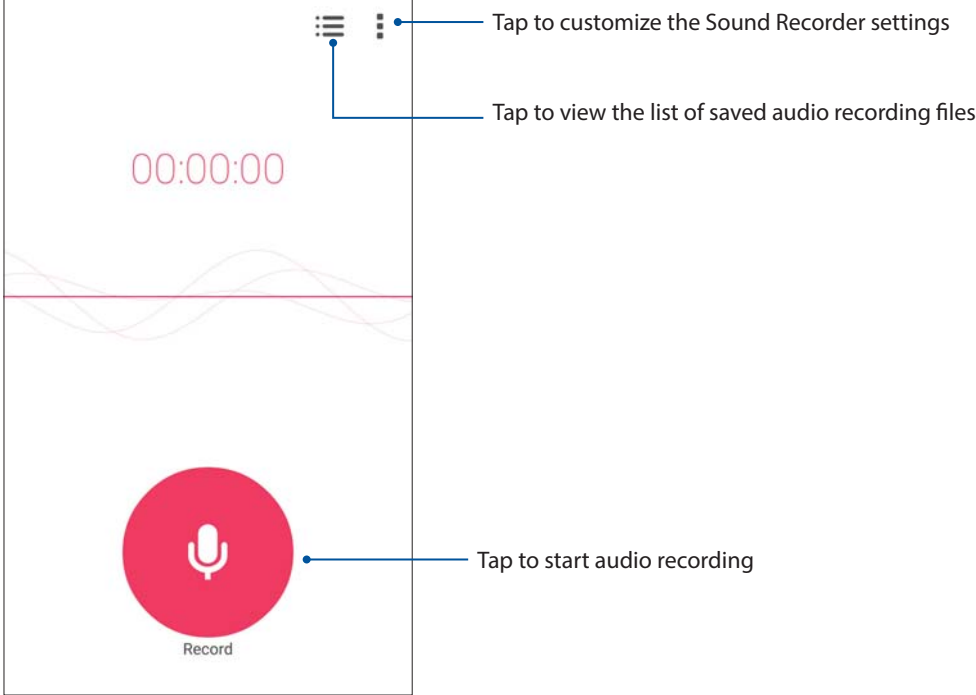 Tap to customize the Sound Recorder settings
Tap to view the list of saved audio recording files
00:00:00
Tap to start audio recording
Record